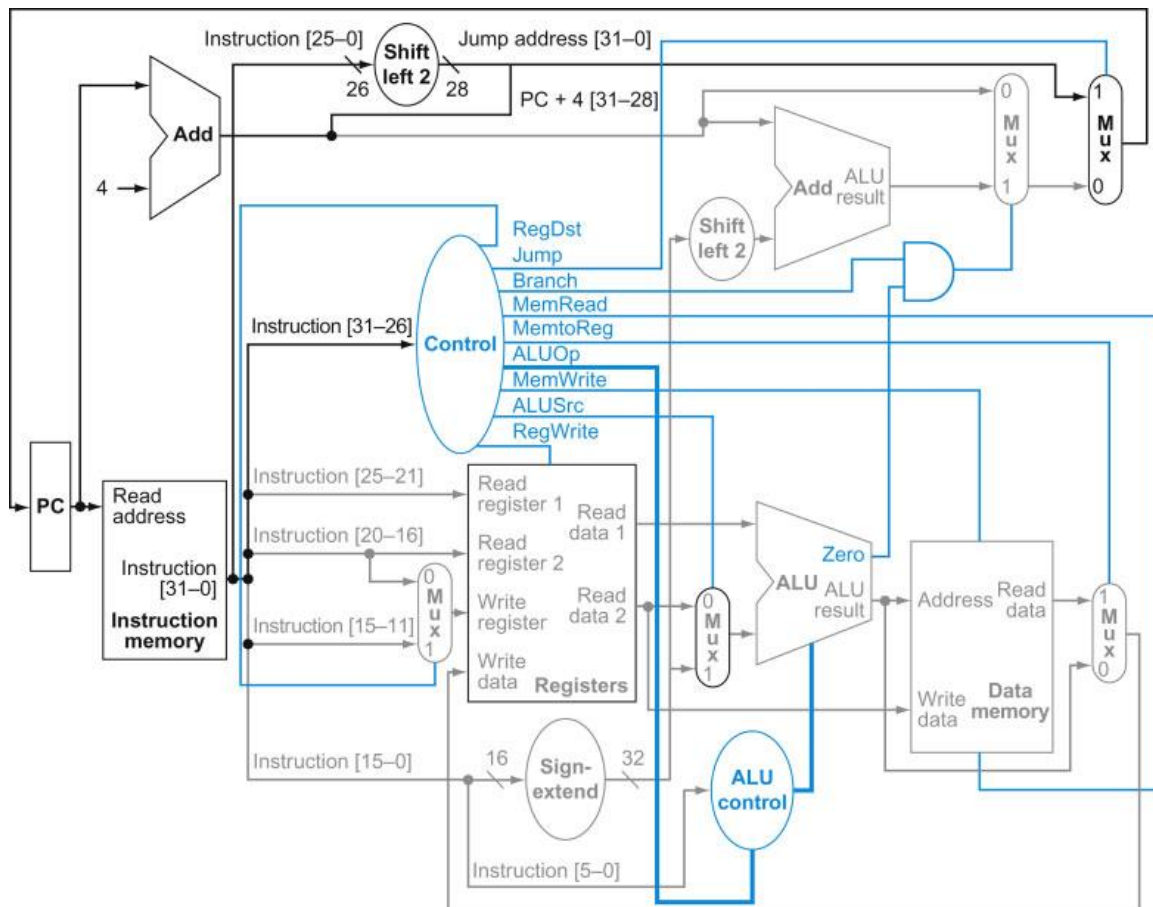 Instruction [25–0]
Shift
left 2
Jump address [31–0]
26
28
PC + 4 [31–28]
Add
4
0
M
u
x
1
1
M
u
x
0
Add
ALU
result
Shift
left 2
RegDst
Jump
Branch
MemRead
MemtoReg
ALUOp
MemWrite
ALUSrc
RegWrite
Instruction [31–26]
Control
PC
Read
address
Instruction
[31–0]
Instruction
memory
Instruction [25–21]
Instruction [20–16]
Instruction [15–11]
0
M
u
x
1
Read
register 1
Read
register 2
Write
register
Write
data
Read
data 1
Read
data 2
Registers
0
M
u
x
1
Zero
ALU
ALU
result
Address
Read
data
Write
data
Data
memory
1
M
u
x
0
Instruction [15–0]
16
Sign-
extend
32
ALU
control
Instruction [5–0]